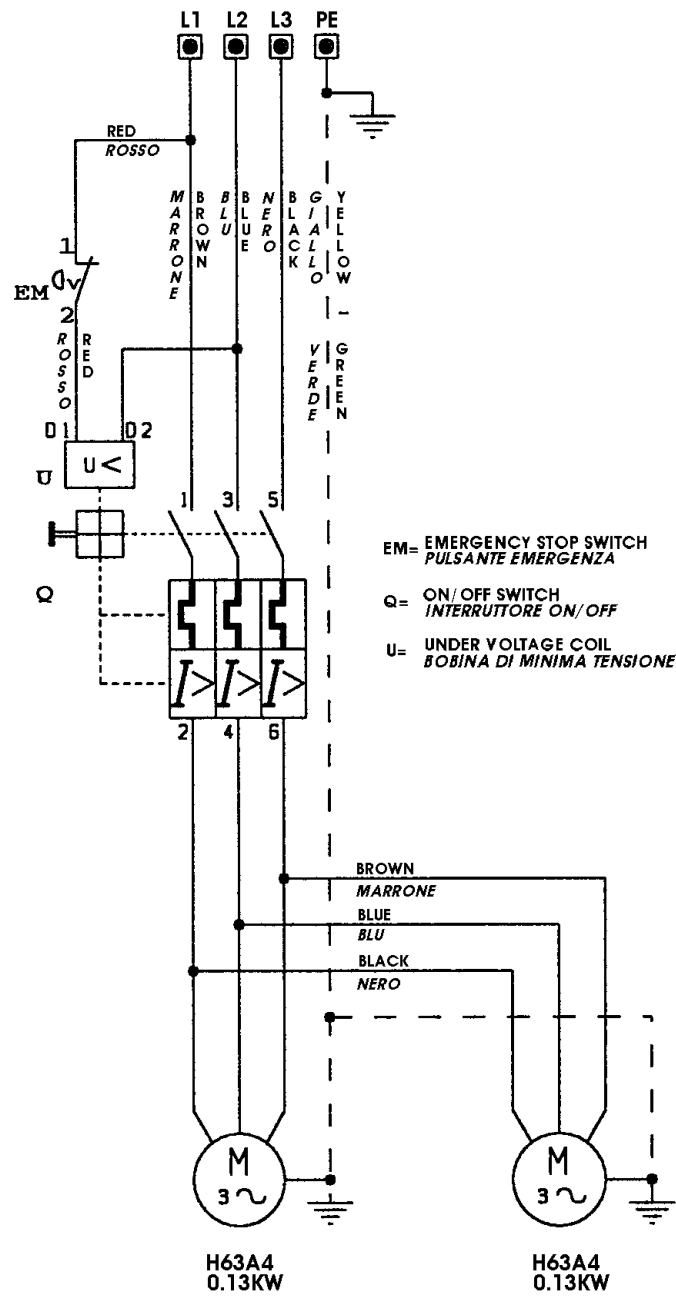 L1 L2 L3 PE
RED
ROSSO
MARRONE
BROWN
BLU
BLUE
NERO
BLACK
GIALLO
YELLOW
-
VERDE
GREEN
1
EM
2
ROSSO
RED
D1 D2
U U<
1 3 5
Q
EM= EMERGENCY STOP SWITCH
PULSANTE EMERGENZA
Q= ON/OFF SWITCH
INTERRUTTORE ON/OFF
U= UNDER VOLTAGE COIL
BOBINA DI MINIMA TENSIONE
I> I> I>
2 4 6
BROWN
MARRONE
BLUE
BLU
BLACK
NERO
M M
3~ 3~
H63A4 H63A4
0.13KW 0.13KW